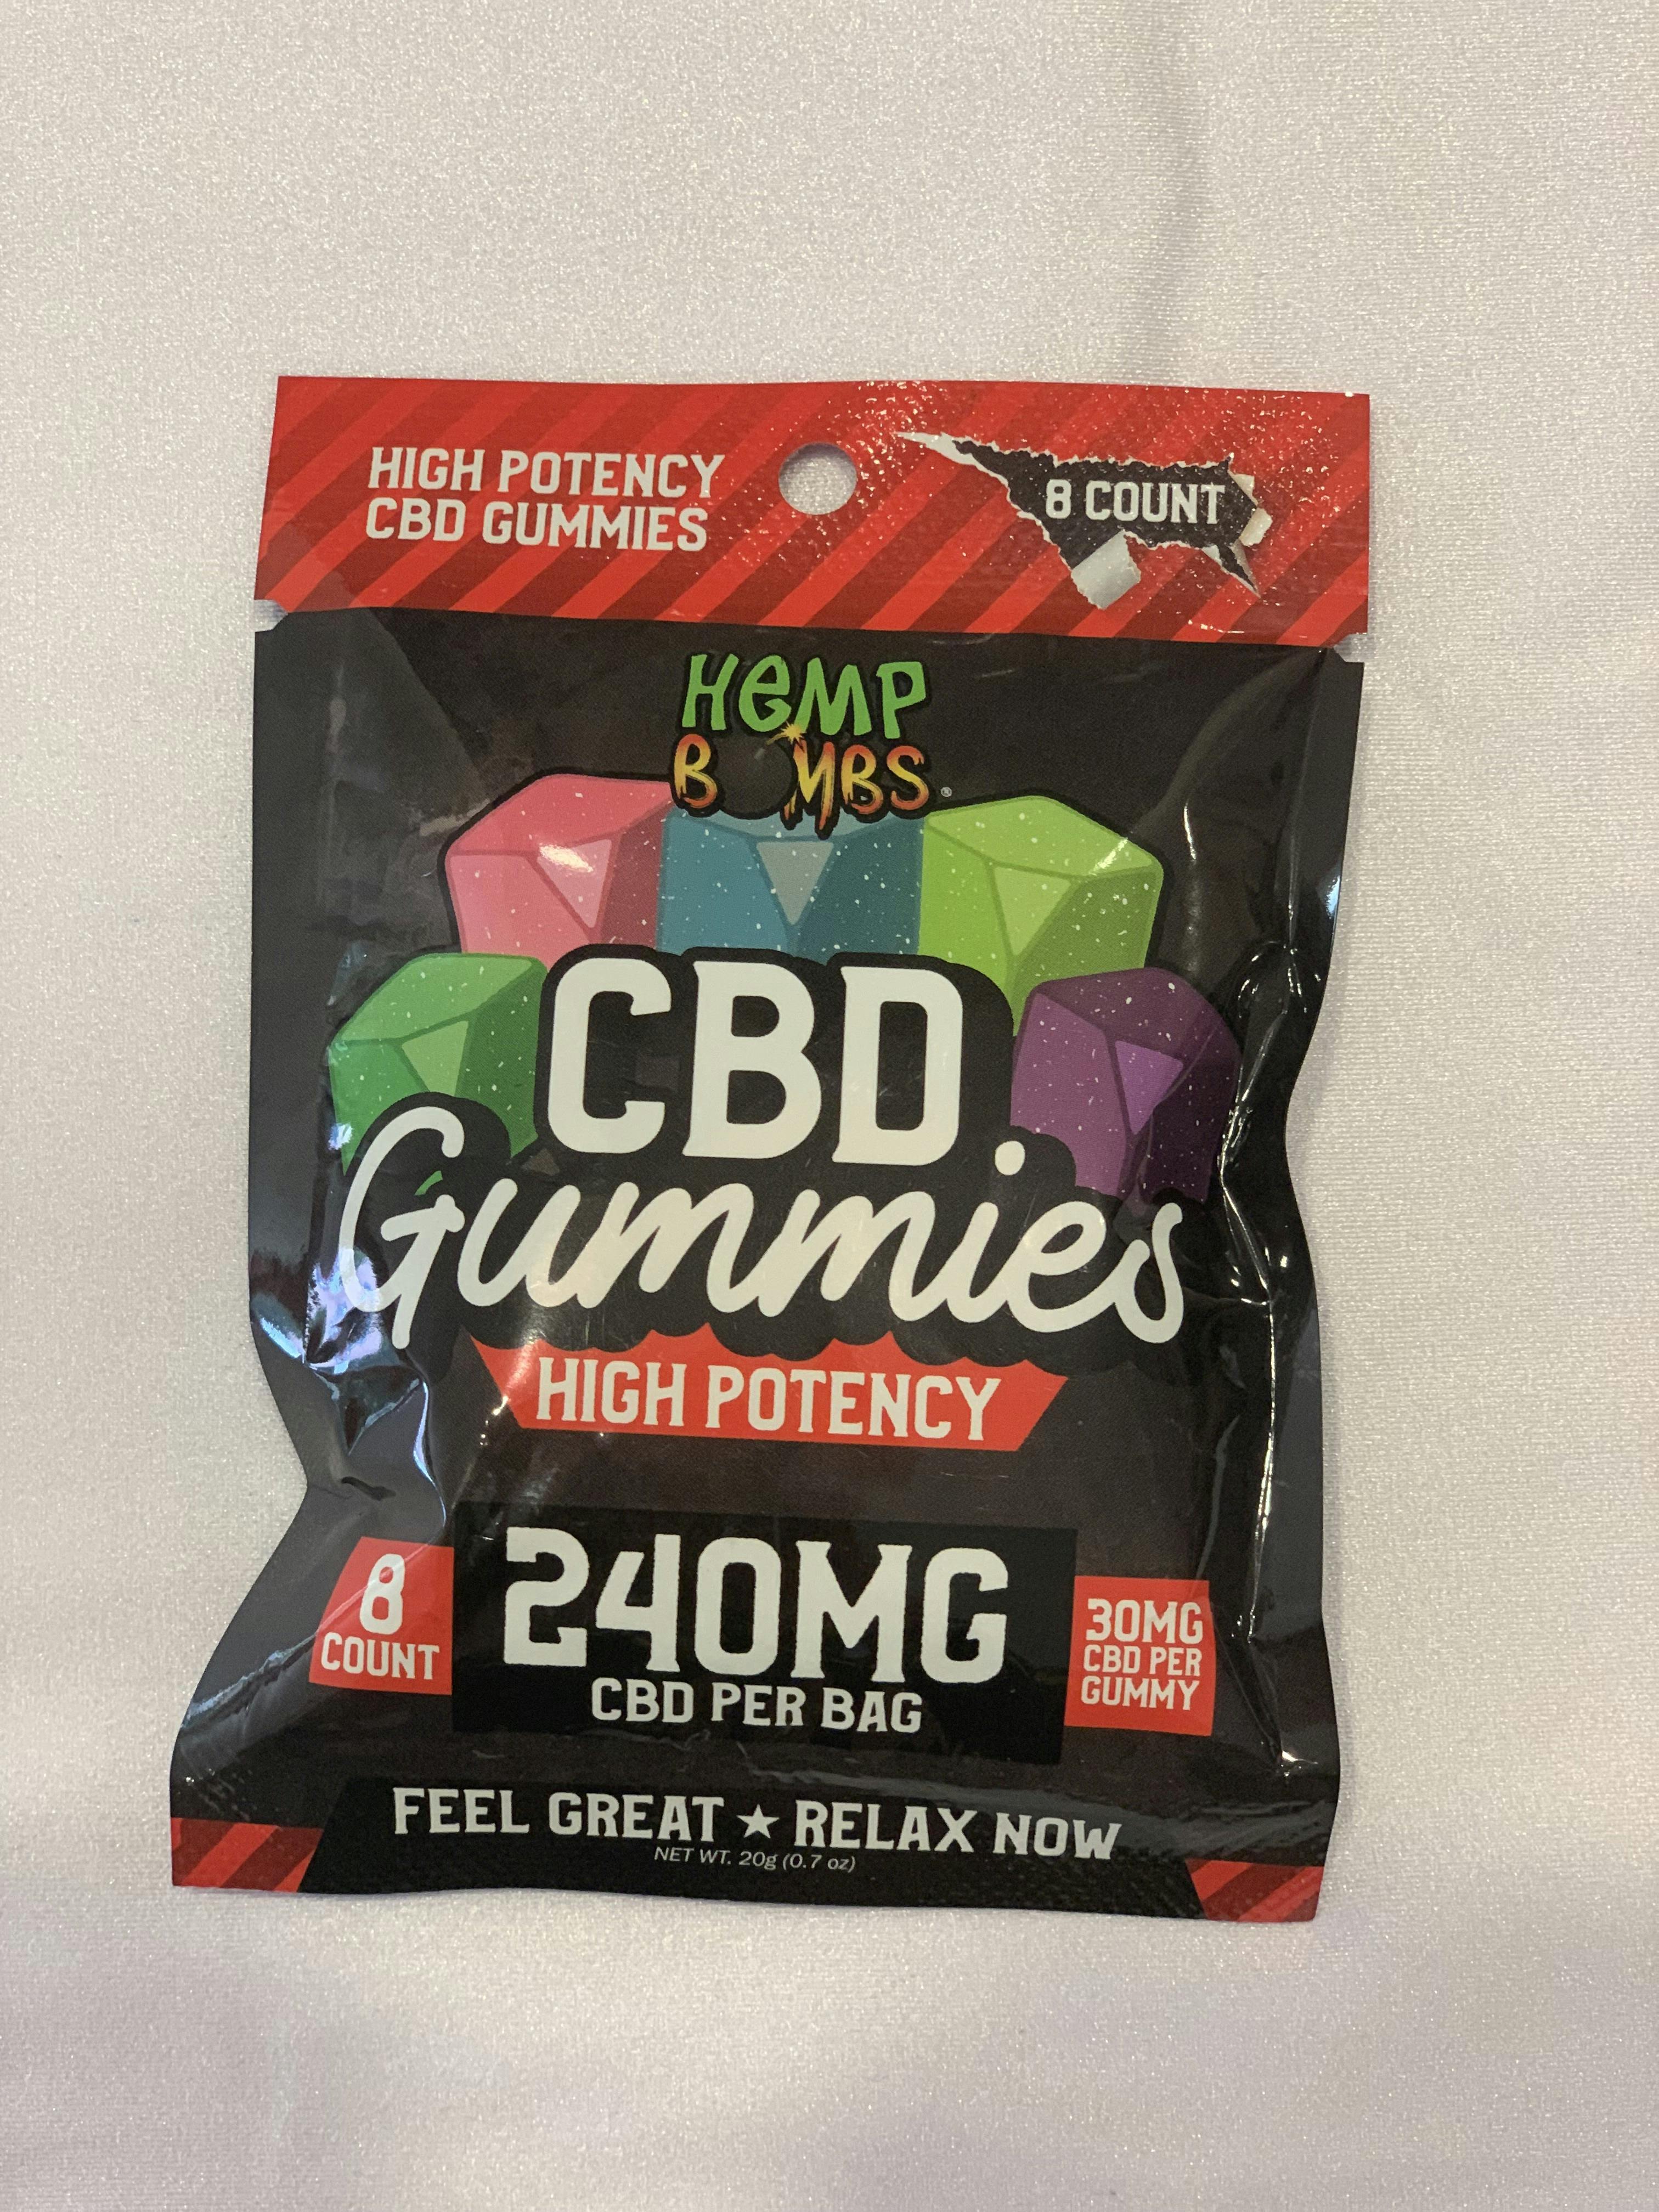 HIGH POTENCY
CBD GUMMIES
8 COUNT
HEMP
BOMBS®
CBD
Gummies
HIGH POTENCY
8
COUNT
240MG
CBD PER BAG
30MG
CBD PER
GUMMY
FEEL GREAT ★ RELAX NOW
NET WT. 20g (0.7 oz)